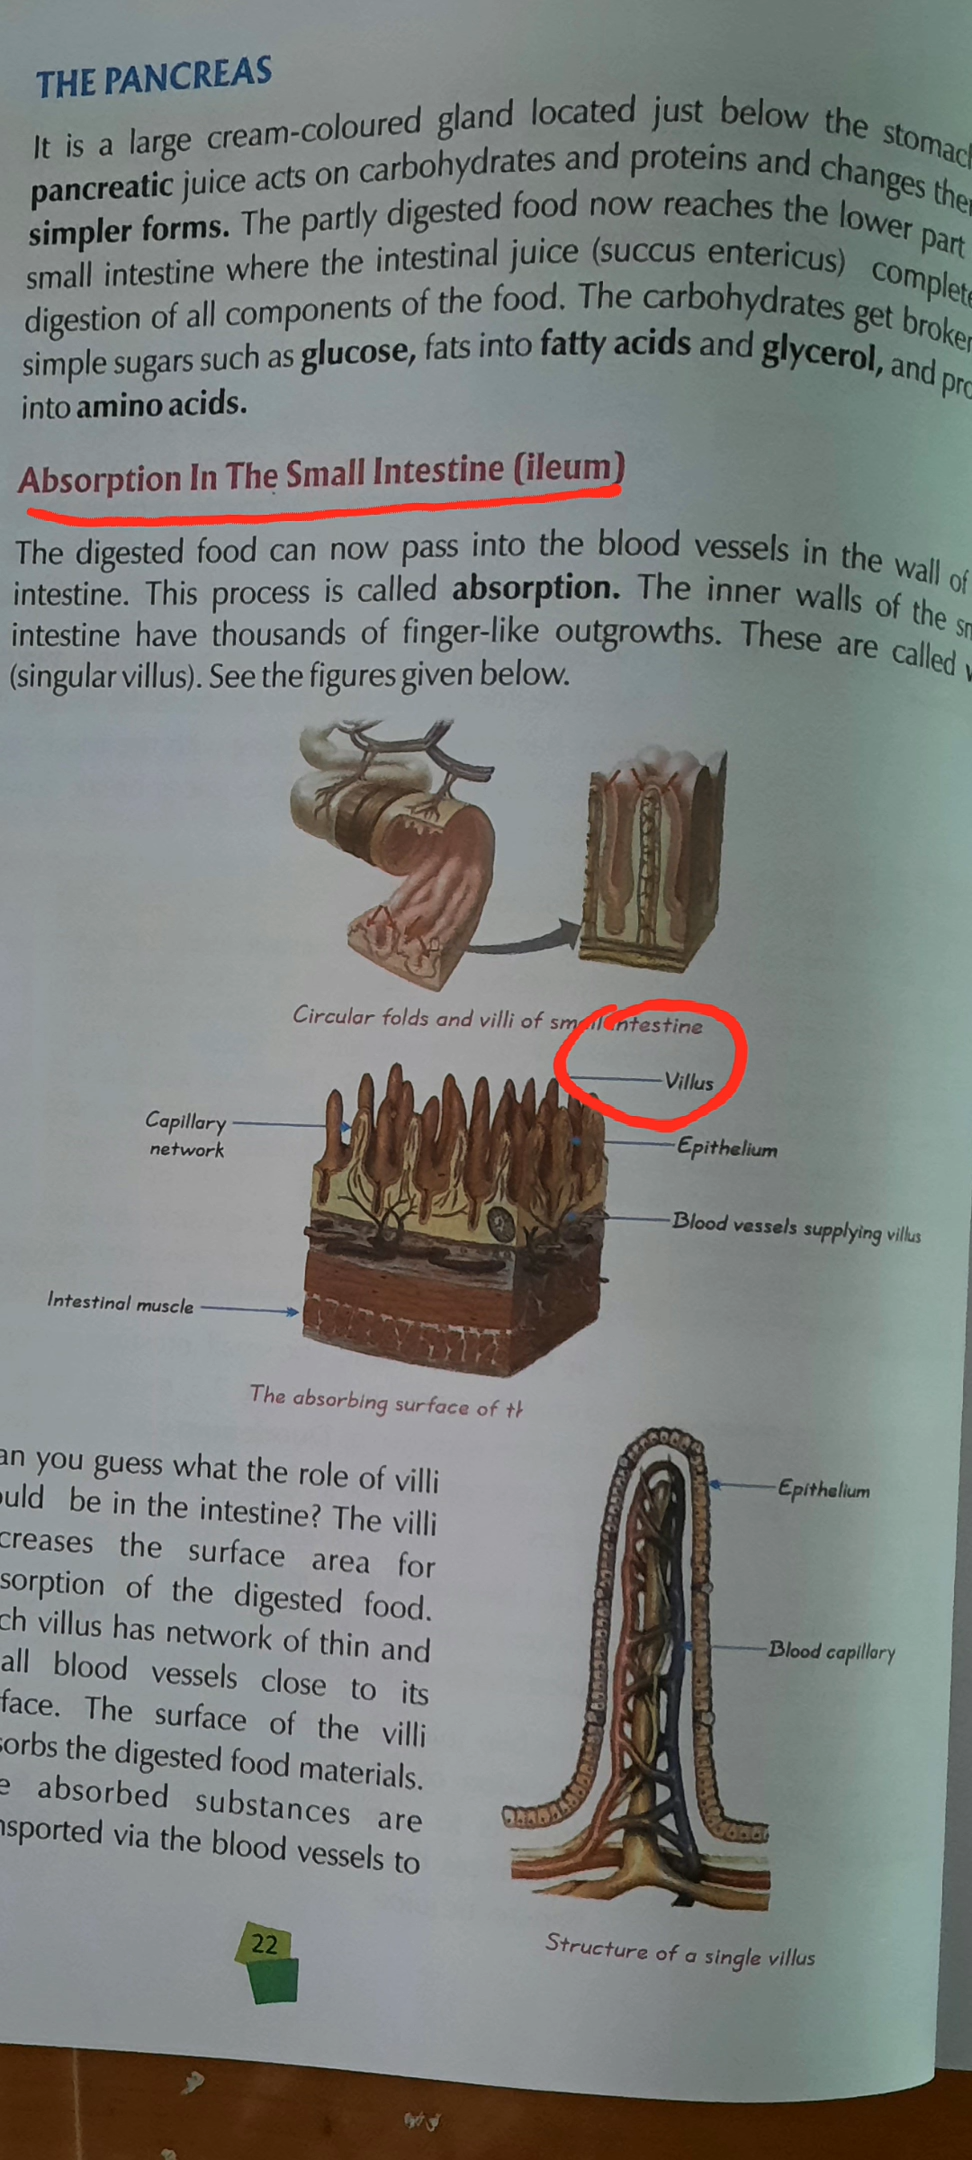 THE PANCREAS
It is a large cream-coloured gland located just below the
pancreatic juice acts on carbohydrates and proteins and changes
simpler forms. The partly digested food now reaches the lower part
small intestine where the intestinal juice (succus entericus)
digestion of all components of the food. The carbohydrates get
simple sugars such as glucose, fats into fatty acids and glycerol, and
into amino acids.
Absorption In The Small Intestine (ileum)
The digested food can now pass into the blood vessels in the wall of
intestine. This process is called absorption. The inner walls of the
intestine have thousands of finger-like outgrowths. These are called
(singular villus). See the figures given below.
Circular folds and villi of small intestine
Villus
Capillary
network
Epithelium
Blood vessels supplying villus
Intestinal muscle
The absorbing surface of
you guess what the role of villi
be in the intestine? The villi
the surface area for
of the digested food.
villus has network of thin and
blood vessels close to its
The surface of the villi
the digested food materials.
absorbed substances are
via the blood vessels to
Epithelium
Blood capillary
Structure of a single villus
22